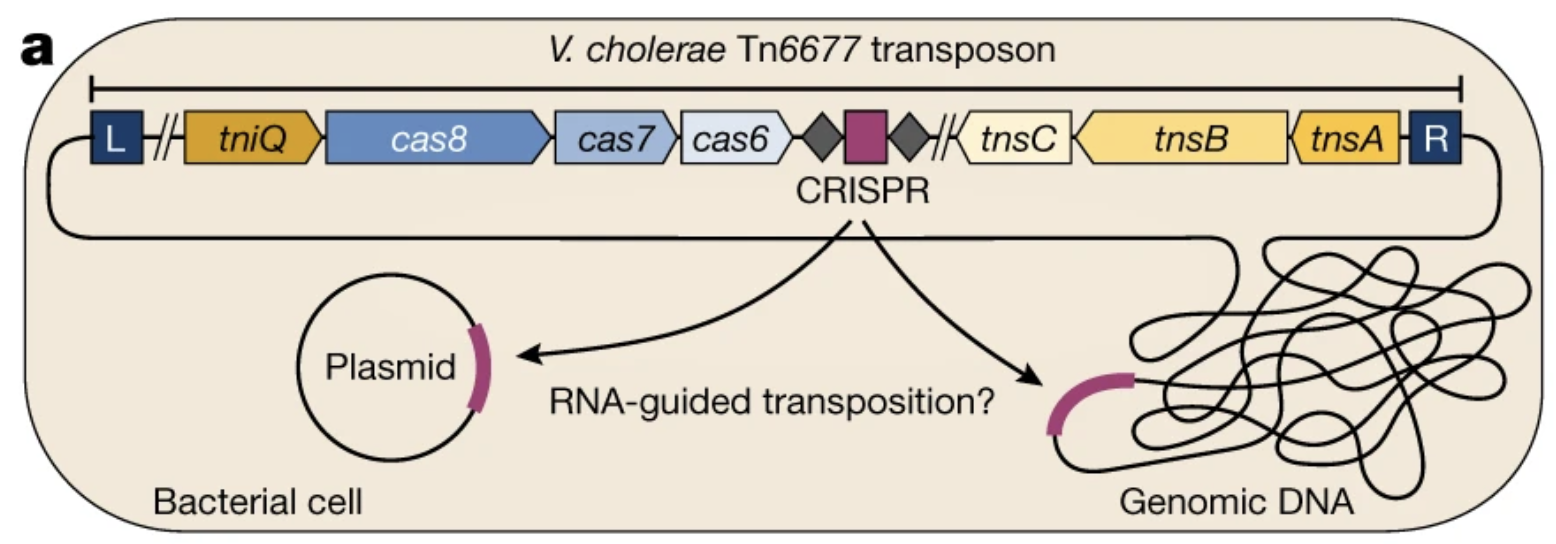 a
V. cholerae Tn6677 transposon
L tniQ cas8 cas7 cas6 tnsC tnsB tnsA R
CRISPR
Plasmid
RNA-guided transposition?
Bacterial cell
Genomic DNA